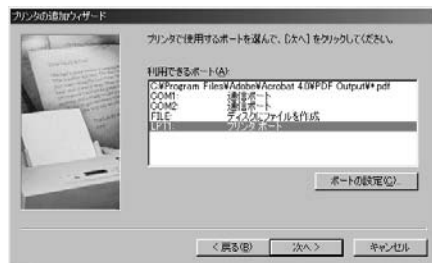 プリンタの追加ウィザード
プリンタで使用するポートを選んで、[次へ] をクリックしてください。
利用できるポート(A):
C:¥Program Files¥Adobe¥Acrobat 4.0¥PDF Output¥*.pdf
COM1: 通信ポート
COM2: 通信ポート
FILE: ディスクにファイルを作成
LPT1: プリンタ ポート
ポートの設定(C)...
< 戻る(B)
次へ >
キャンセル